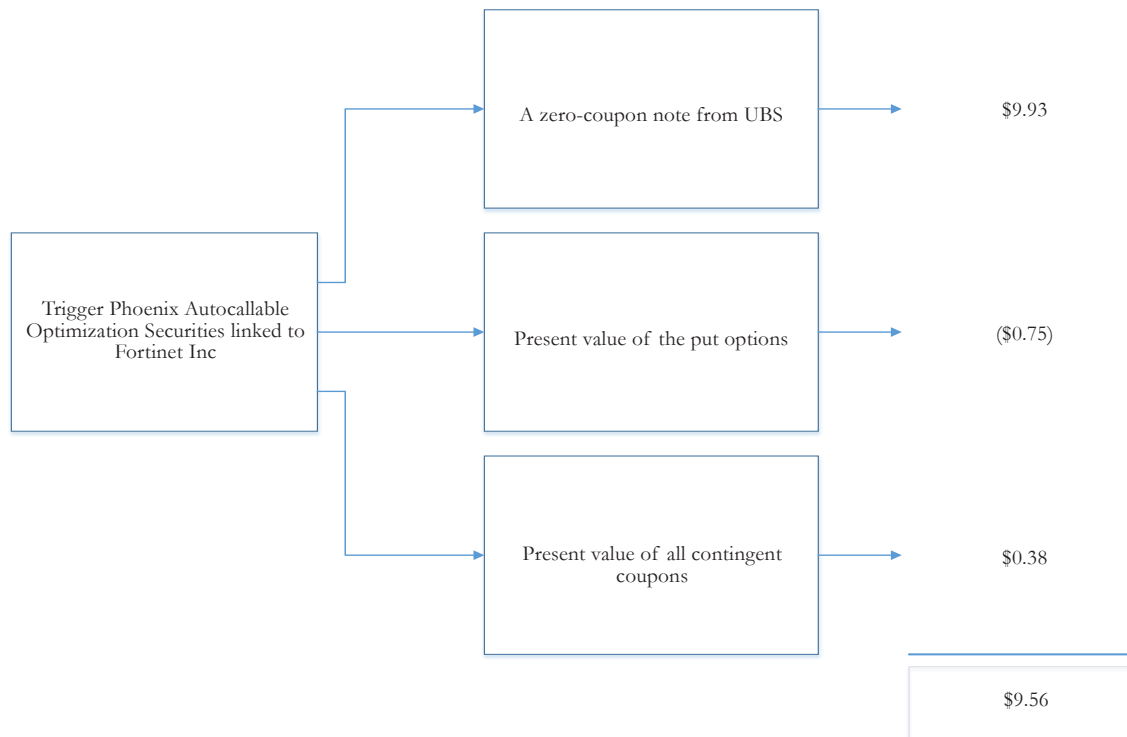 A zero-coupon note from UBS
$9.93
Trigger Phoenix Autocallable
Optimization Securities linked to
Fortinet Inc
Present value of the put options
($0.75)
Present value of all contingent
coupons
$0.38
$9.56